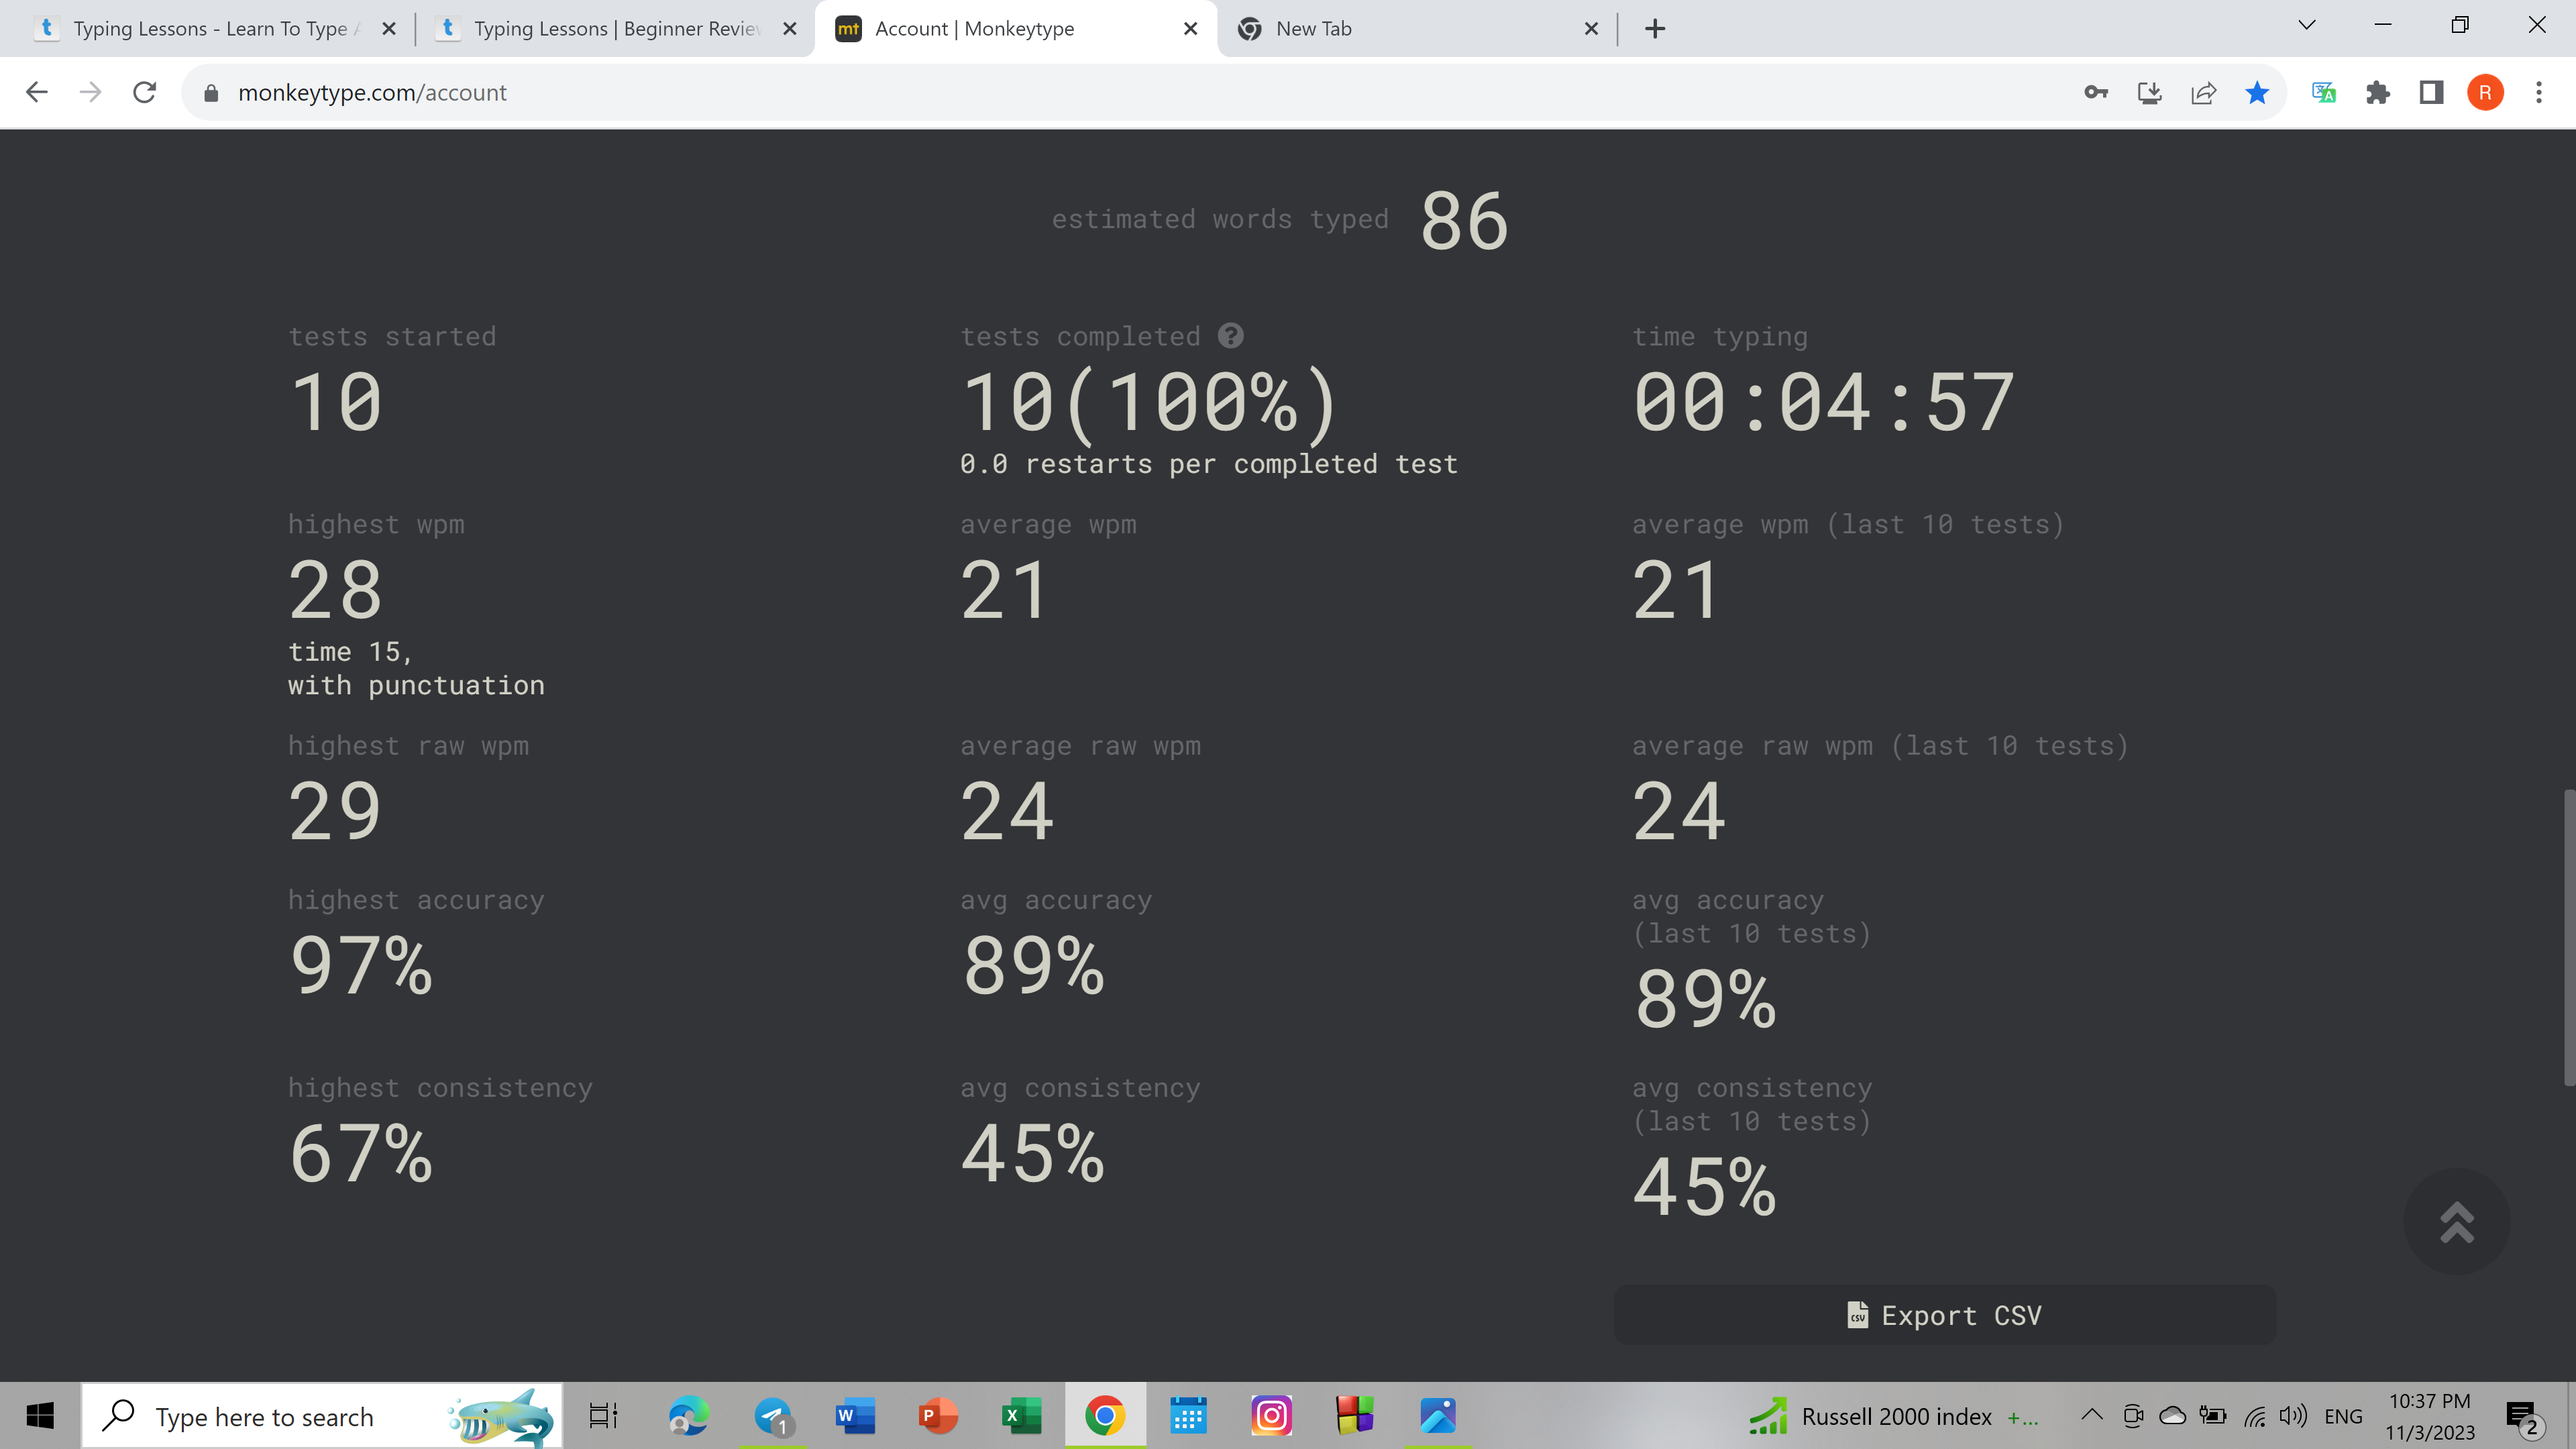 Typing Lessons - Learn To Type
Typing Lessons | Beginner Review
mt Account | Monkeytype
New Tab
monkeytype.com/account
R
estimated words typed 86
tests started
10
tests completed ?
10(100%)
0.0 restarts per completed test
time typing
00:04:57
highest wpm
28
time 15,
with punctuation
average wpm
21
average wpm (last 10 tests)
21
highest raw wpm
29
average raw wpm
24
average raw wpm (last 10 tests)
24
highest accuracy
97%
avg accuracy
89%
avg accuracy
(last 10 tests)
89%
highest consistency
67%
avg consistency
45%
avg consistency
(last 10 tests)
45%
CSV Export CSV
Type here to search
1
W
P
X
Russell 2000 index +...
ENG
10:37 PM
11/3/2023
2